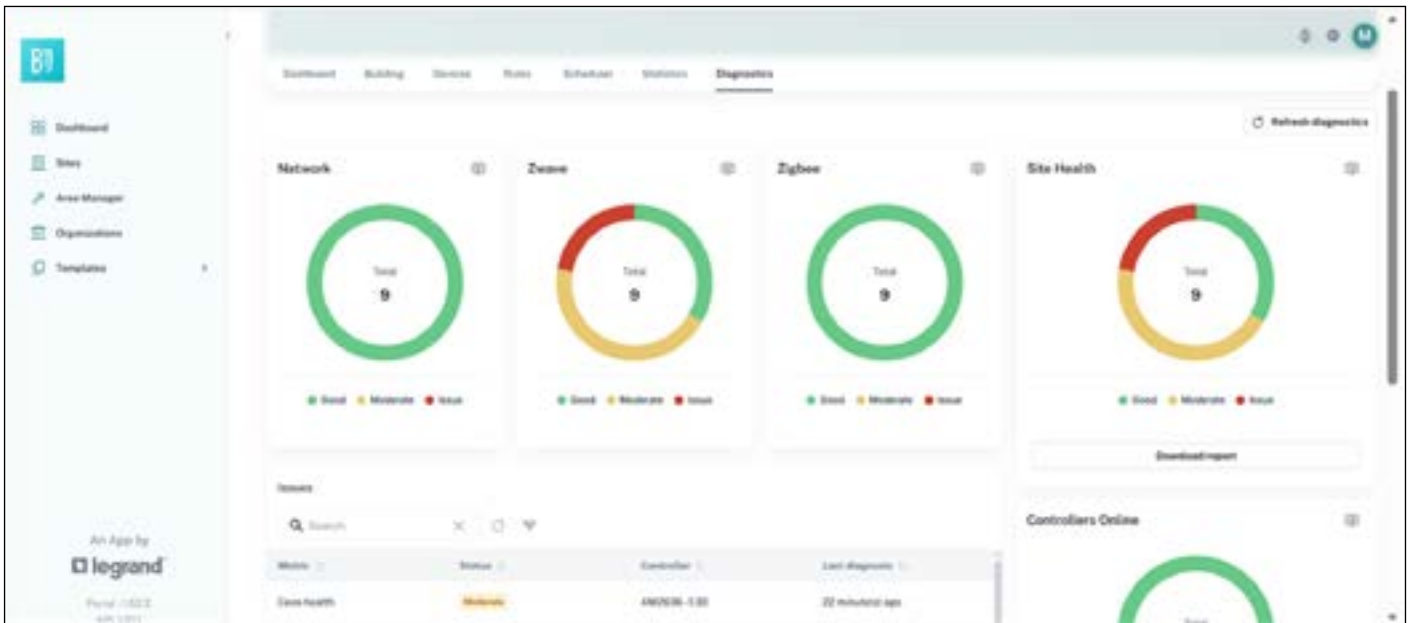 Dashboard
Sites
Area Manager
Organizations
Templates
An App by
legrand
Dashboard Building Devices Rules Scheduler Statistics Diagnostics
M
Refresh diagnostics
Network
Total
9
Good Moderate Issue
Zwave
Total
9
Good Moderate Issue
Zigbee
Total
9
Good Moderate Issue
Site Health
Total
9
Good Moderate Issue
Download report
Issues
Search
Metric Status Controller Last diagnostic
health Moderate 22 minute(s) ago
Controllers Online
Total